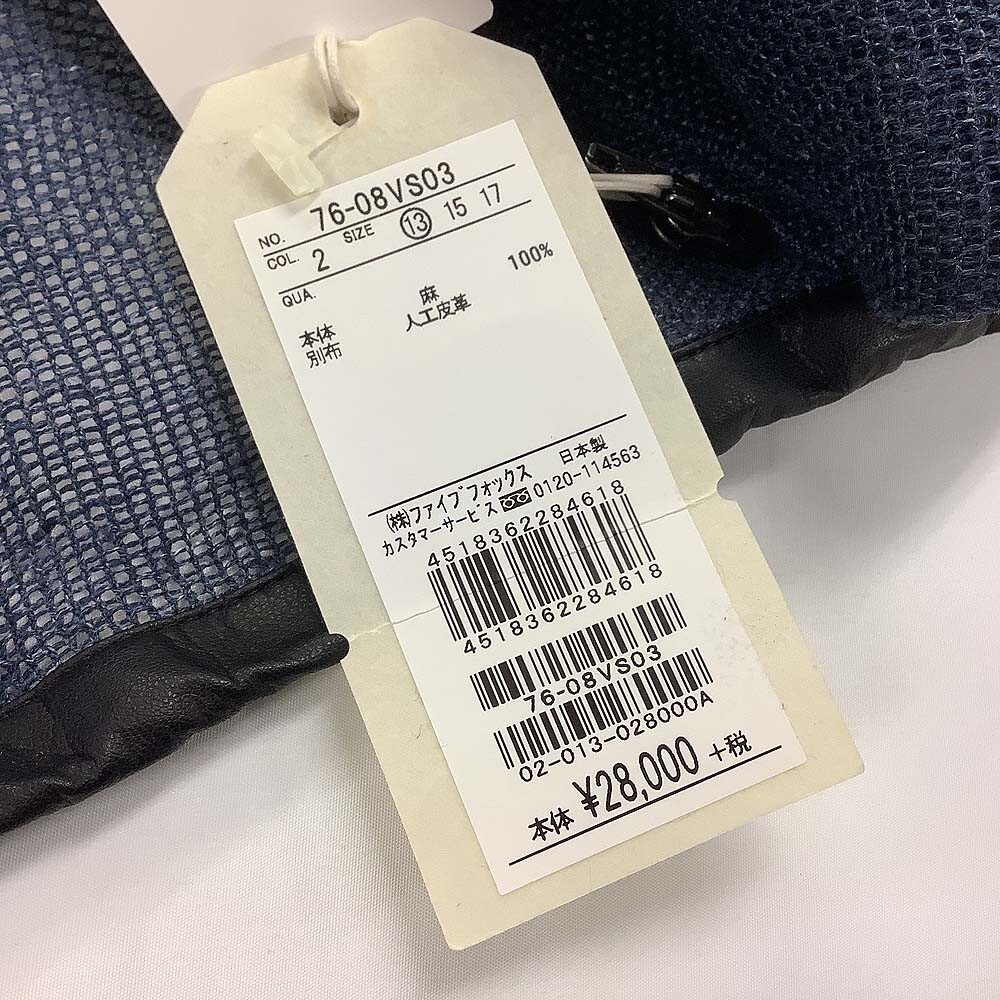 NO. 76-08VS03
COL. 2 SIZE 13 15 17
QUA.
本体 麻 100%
別布 人工皮革
日本製
(株)ファイブフォックス
カスタマーサービス 0120-114563
4518362284618
4518362284618
76-08VS03
02-013-028000A
本体 ¥28,000 +税